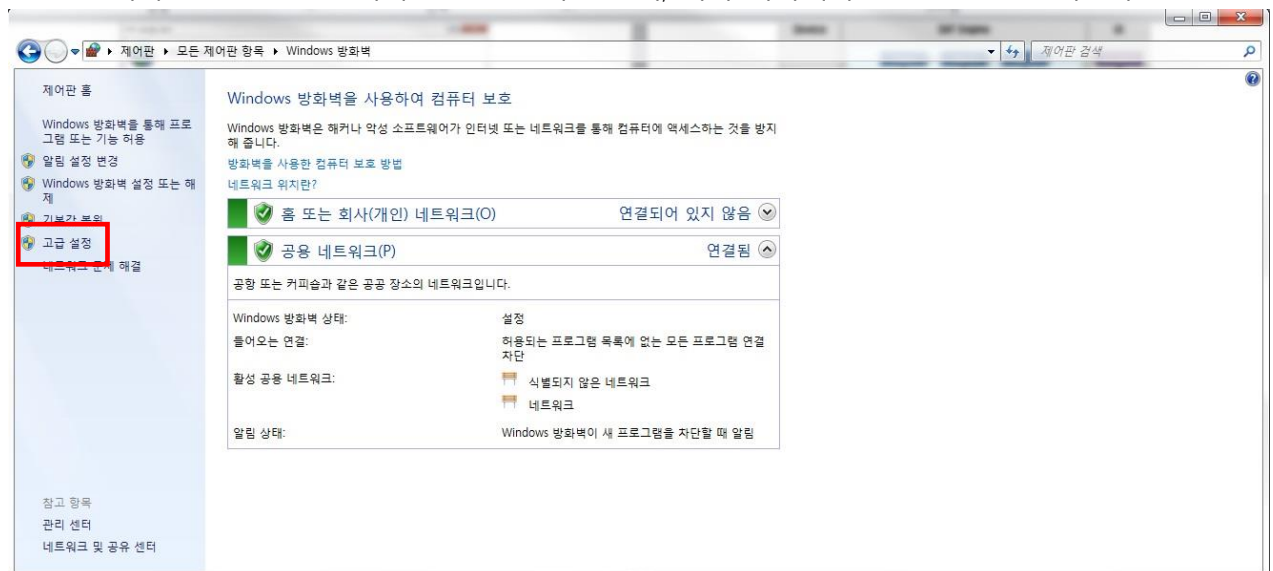 제어판 ▸ 모든 제어판 항목 ▸ Windows 방화벽
제어판 검색
제어판 홈
Windows 방화벽을 통해 프로
그램 또는 기능 허용
알림 설정 변경
Windows 방화벽 설정 또는 해
제
기본값 복원
고급 설정
네트워크 문제 해결
참고 항목
관리 센터
네트워크 및 공유 센터
Windows 방화벽을 사용하여 컴퓨터 보호
Windows 방화벽은 해커나 악성 소프트웨어가 인터넷 또는 네트워크를 통해 컴퓨터에 액세스하는 것을 방지
해 줍니다.
방화벽을 사용한 컴퓨터 보호 방법
네트워크 위치란?
홈 또는 회사(개인) 네트워크(O) 연결되어 있지 않음
공용 네트워크(P) 연결됨
공항 또는 커피숍과 같은 공공 장소의 네트워크입니다.
Windows 방화벽 상태: 설정
들어오는 연결: 허용되는 프로그램 목록에 없는 모든 프로그램 연결
차단
활성 공용 네트워크: 식별되지 않은 네트워크
네트워크
알림 상태: Windows 방화벽이 새 프로그램을 차단할 때 알림